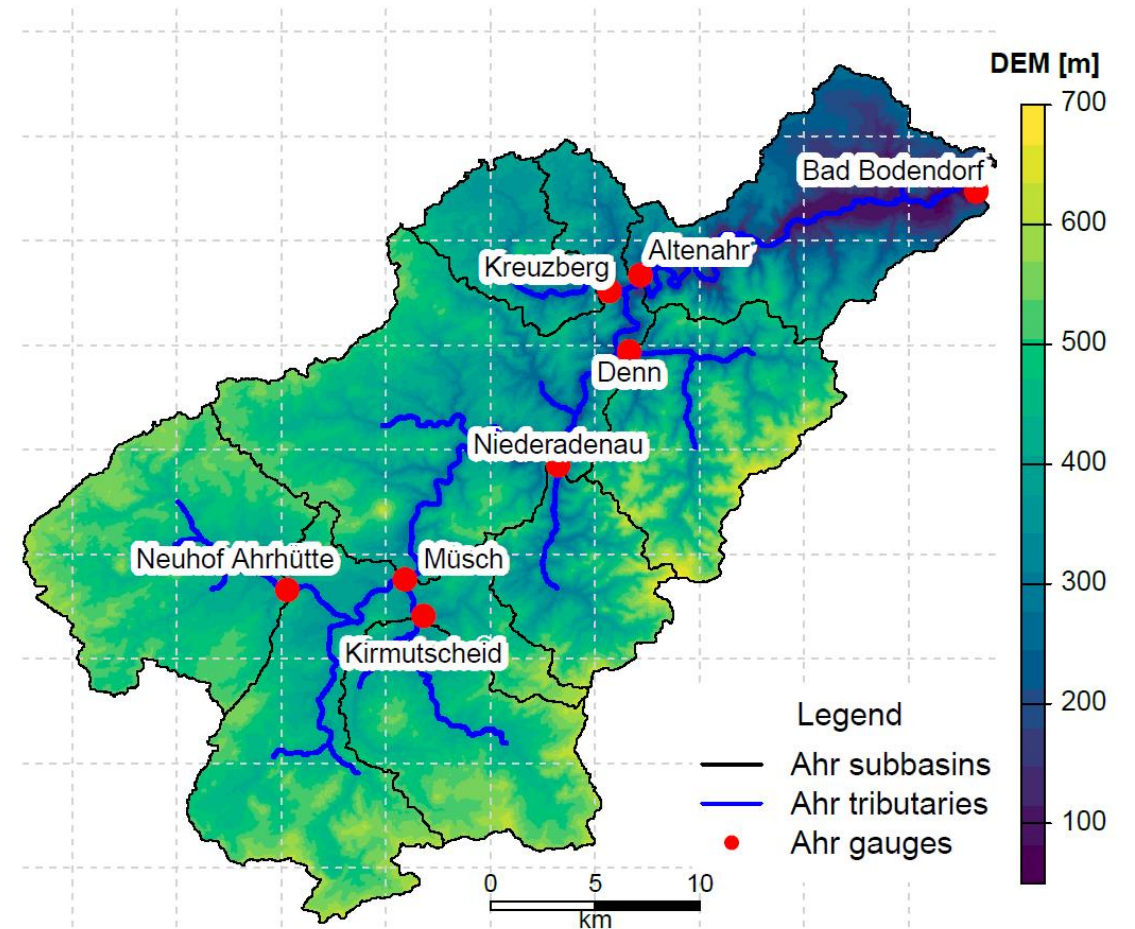 DEM [m]
700
600
500
400
300
200
100
Bad Bodendorf
Altenahr
Kreuzberg
Denn
Niederadenau
Neuhof Ahrhütte
Müsch
Kirmutscheid
Legend
Ahr subbasins
Ahr tributaries
Ahr gauges
0 5 10
km